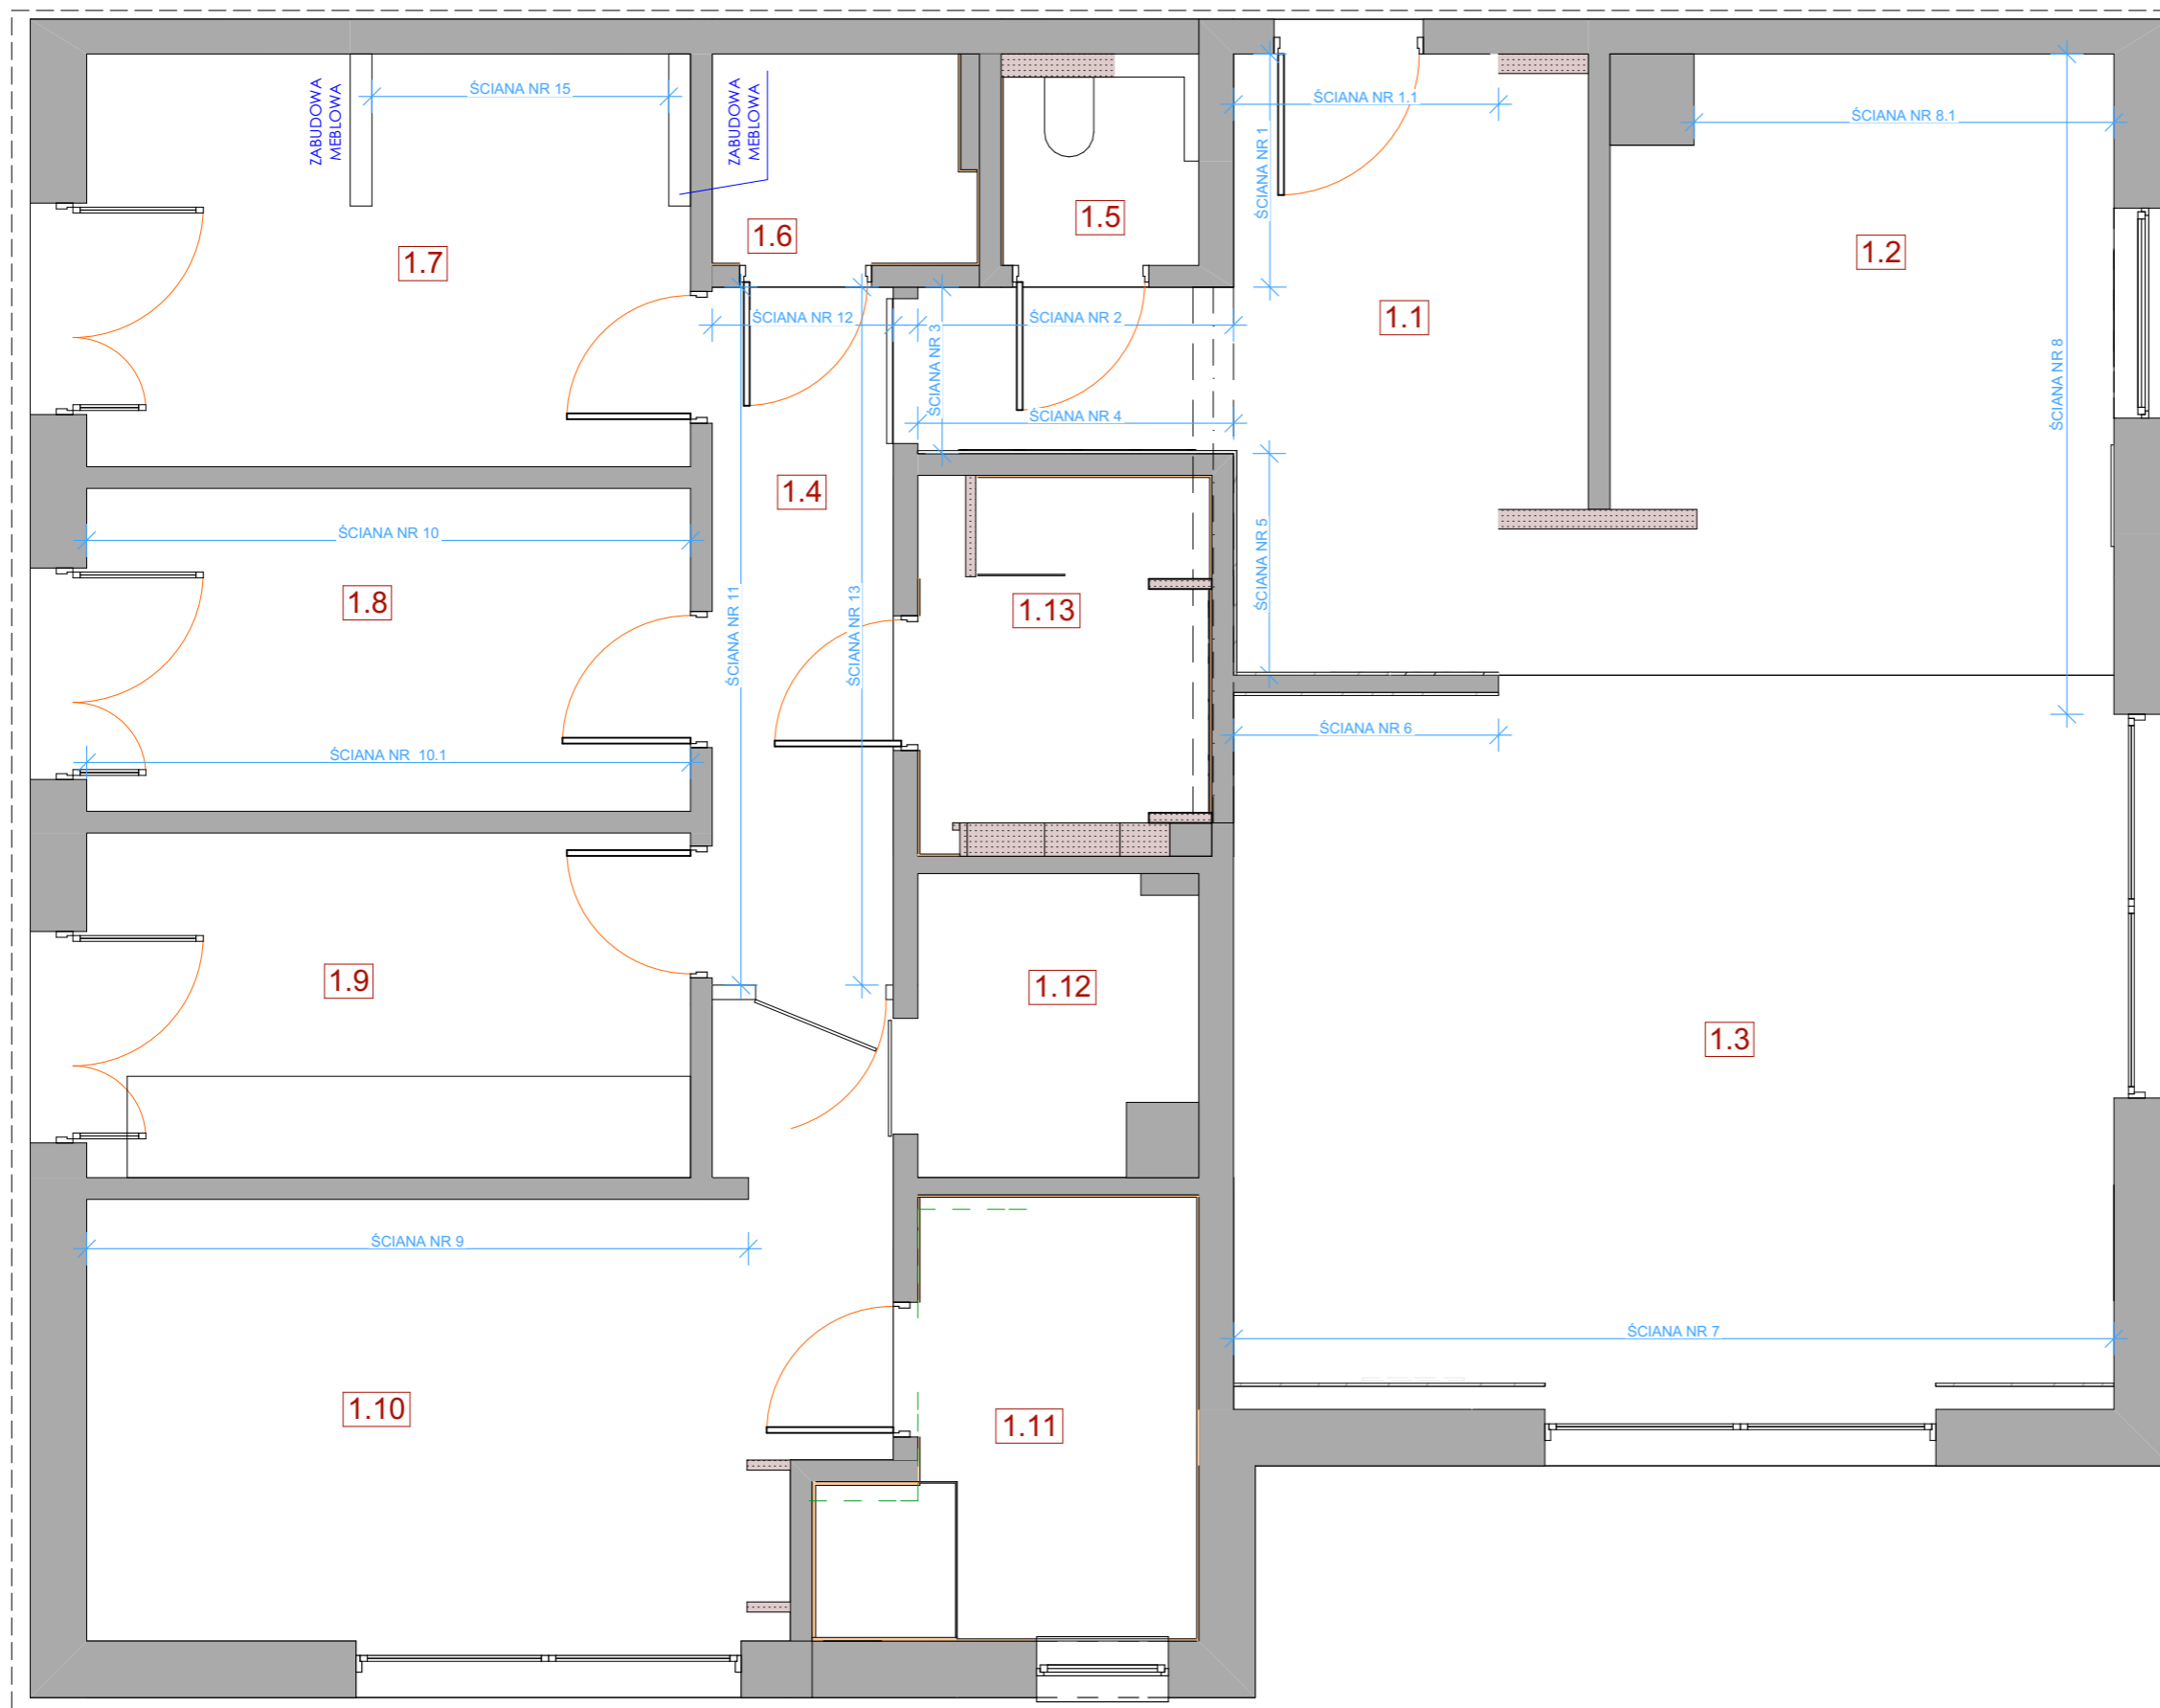 ZABUDOWA
MEBLOWA
ŚCIANA NR 15
ZABUDOWA
MEBLOWA
ŚCIANA NR 1.1
ŚCIANA NR 8.1
ŚCIANA NR 1
1.7
1.6
1.5
1.2
1.1
ŚCIANA NR 12
ŚCIANA NR 3
ŚCIANA NR 2
ŚCIANA NR 8
ŚCIANA NR 4
1.4
ŚCIANA NR 10
ŚCIANA NR 5
1.8
1.13
ŚCIANA NR 11
ŚCIANA NR 13
ŚCIANA NR 6
ŚCIANA NR  10.1
1.9
1.12
1.3
ŚCIANA NR 9
ŚCIANA NR 7
1.10
1.11